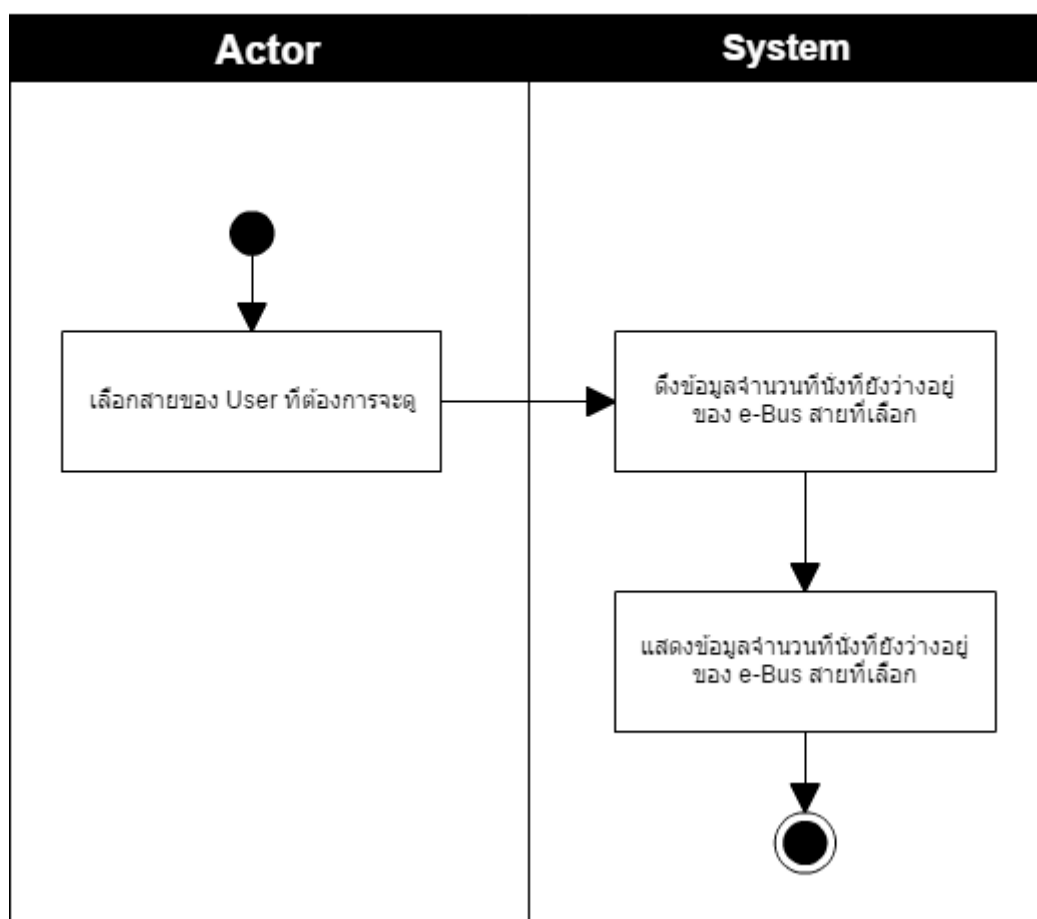 Actor
System
เลือกสายของ User ที่ต้องการจะดู
ดึงข้อมูลจำนวนที่นั่งที่ยังว่างอยู่
ของ e-Bus สายที่เลือก
แสดงข้อมูลจำนวนที่นั่งที่ยังว่างอยู่
ของ e-Bus สายที่เลือก